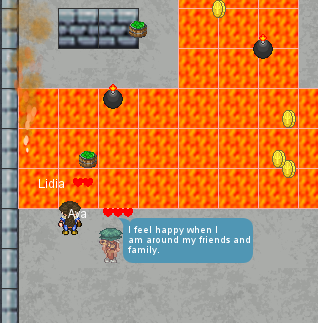 Lidia
Ava
I feel happy when I
am around my friends and
family.